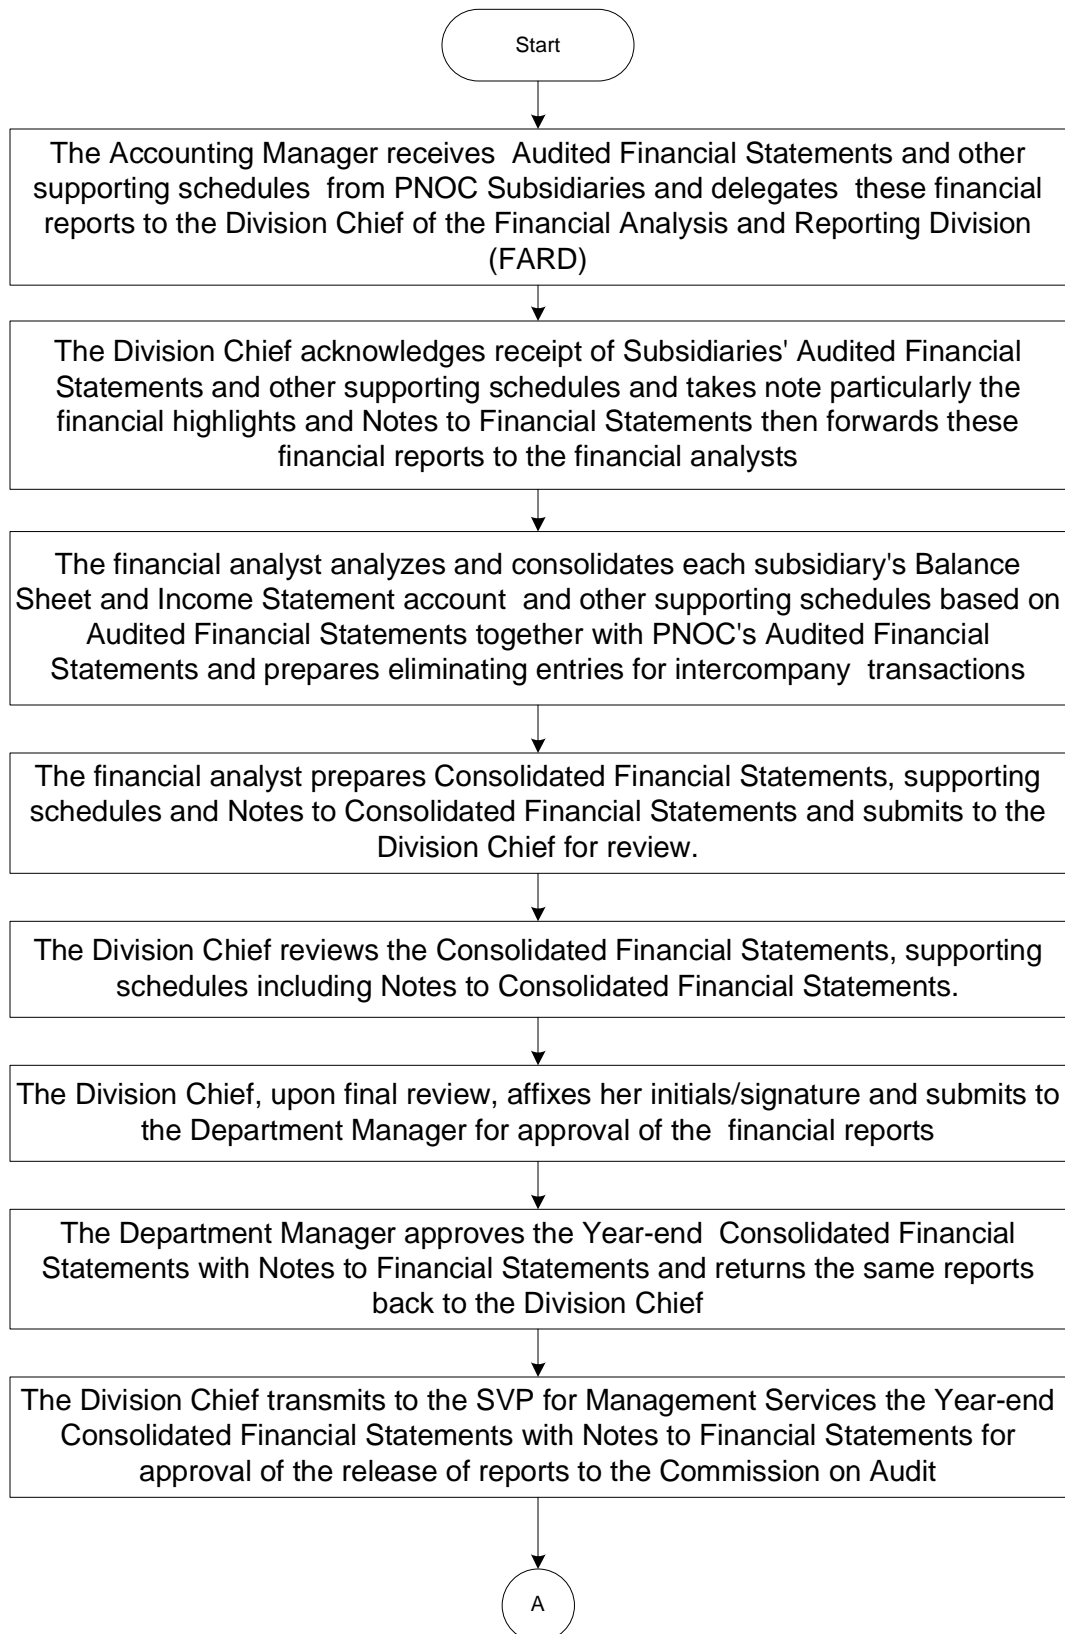 Start
The Accounting Manager receives  Audited Financial Statements and other
supporting schedules  from PNOC Subsidiaries and delegates  these financial
reports to the Division Chief of the Financial Analysis and Reporting Division
(FARD)
The Division Chief acknowledges receipt of Subsidiaries' Audited Financial
Statements and other supporting schedules and takes note particularly the
financial highlights and Notes to Financial Statements then forwards these
financial reports to the financial analysts
The financial analyst analyzes and consolidates each subsidiary's Balance
Sheet and Income Statement account  and other supporting schedules based on
Audited Financial Statements together with PNOC's Audited Financial
Statements and prepares eliminating entries for intercompany  transactions
The financial analyst prepares Consolidated Financial Statements, supporting
schedules and Notes to Consolidated Financial Statements and submits to the
Division Chief for review.
The Division Chief reviews the Consolidated Financial Statements, supporting
schedules including Notes to Consolidated Financial Statements.
The Division Chief, upon final review, affixes her initials/signature and submits to
the Department Manager for approval of the  financial reports
The Department Manager approves the Year-end  Consolidated Financial
Statements with Notes to Financial Statements and returns the same reports
back to the Division Chief
The Division Chief transmits to the SVP for Management Services the Year-end
Consolidated Financial Statements with Notes to Financial Statements for
approval of the release of reports to the Commission on Audit
A